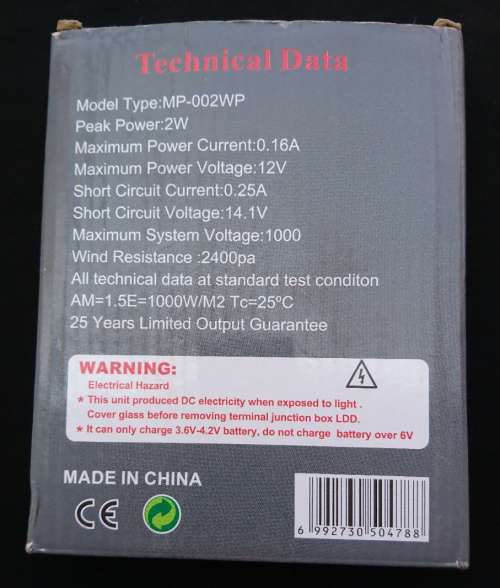 Technical Data
Model Type:MP-002WP
Peak Power:2W
Maximum Power Current:0.16A
Maximum Power Voltage:12V
Short Circuit Current:0.25A
Short Circuit Voltage:14.1V
Maximum System Voltage:1000
Wind Resistance :2400pa
All technical data at standard test conditon
AM=1.5E=1000W/M2 Tc=25ºC
25 Years Limited Output Guarantee
WARNING:
Electrical Hazard
★ This unit produced DC electricity when exposed to light .
Cover glass before removing terminal junction box LDD.
★ It can only charge 3.6V-4.2V battery, do not charge battery over 6V
MADE IN CHINA
CE
6 992730 504788